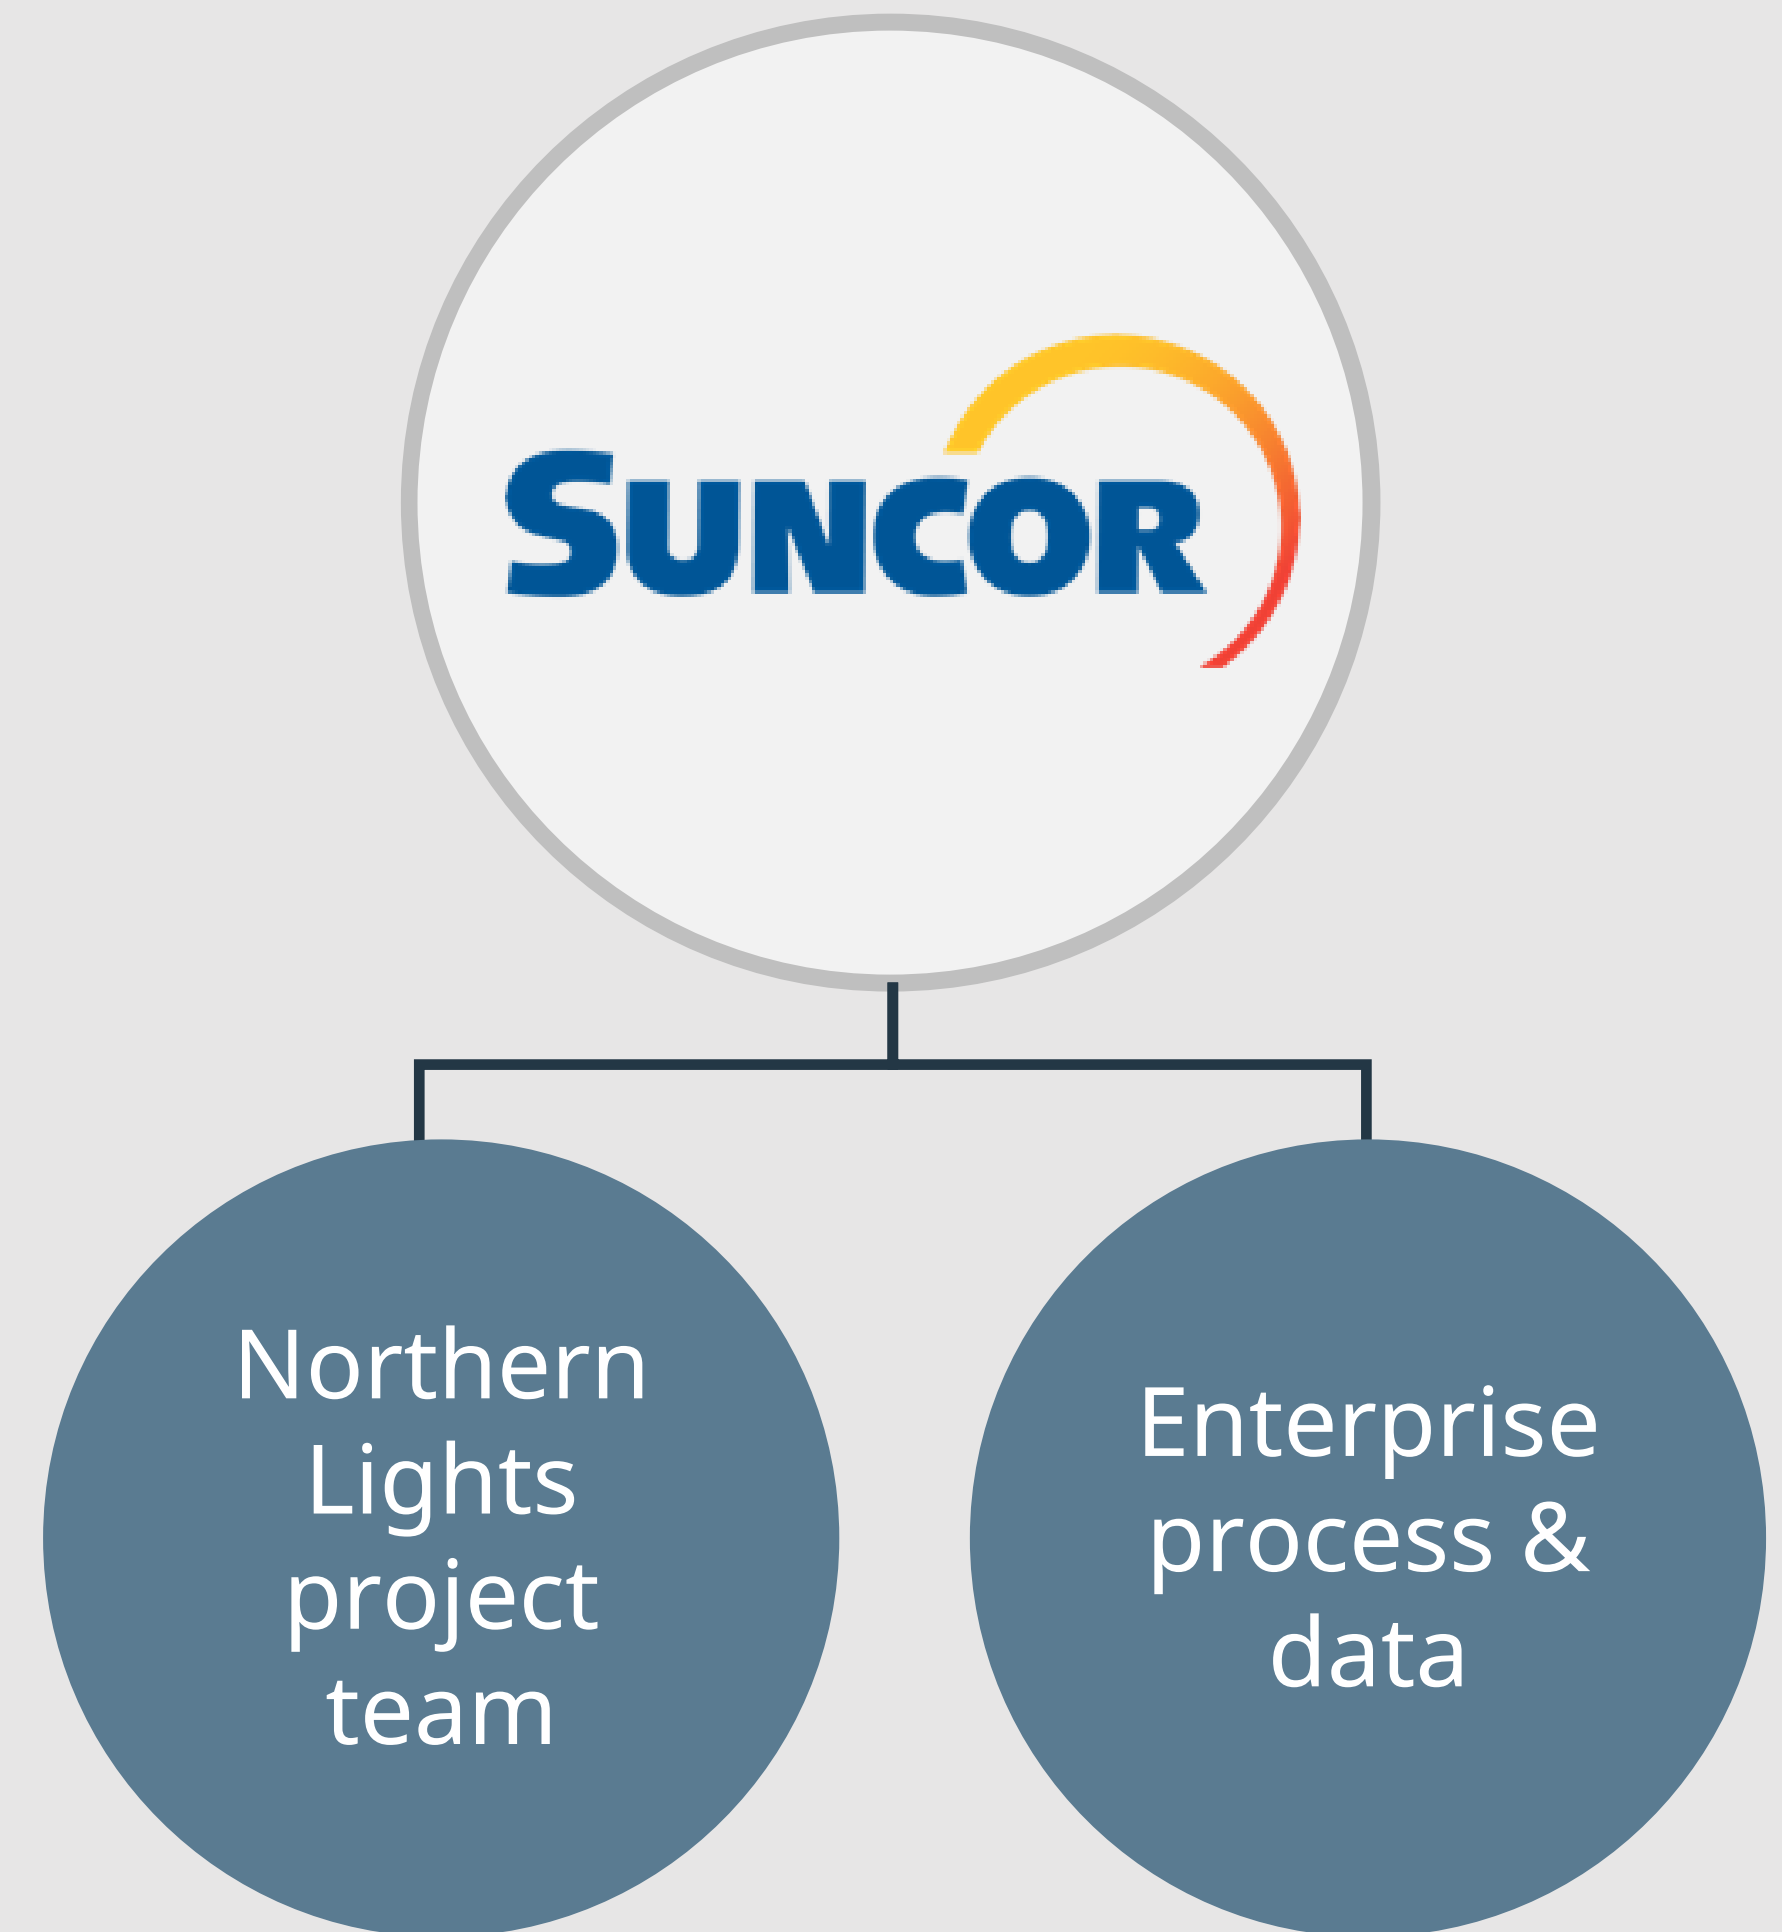 SUNCOR
Northern
Lights
project
team
Enterprise
process &
data